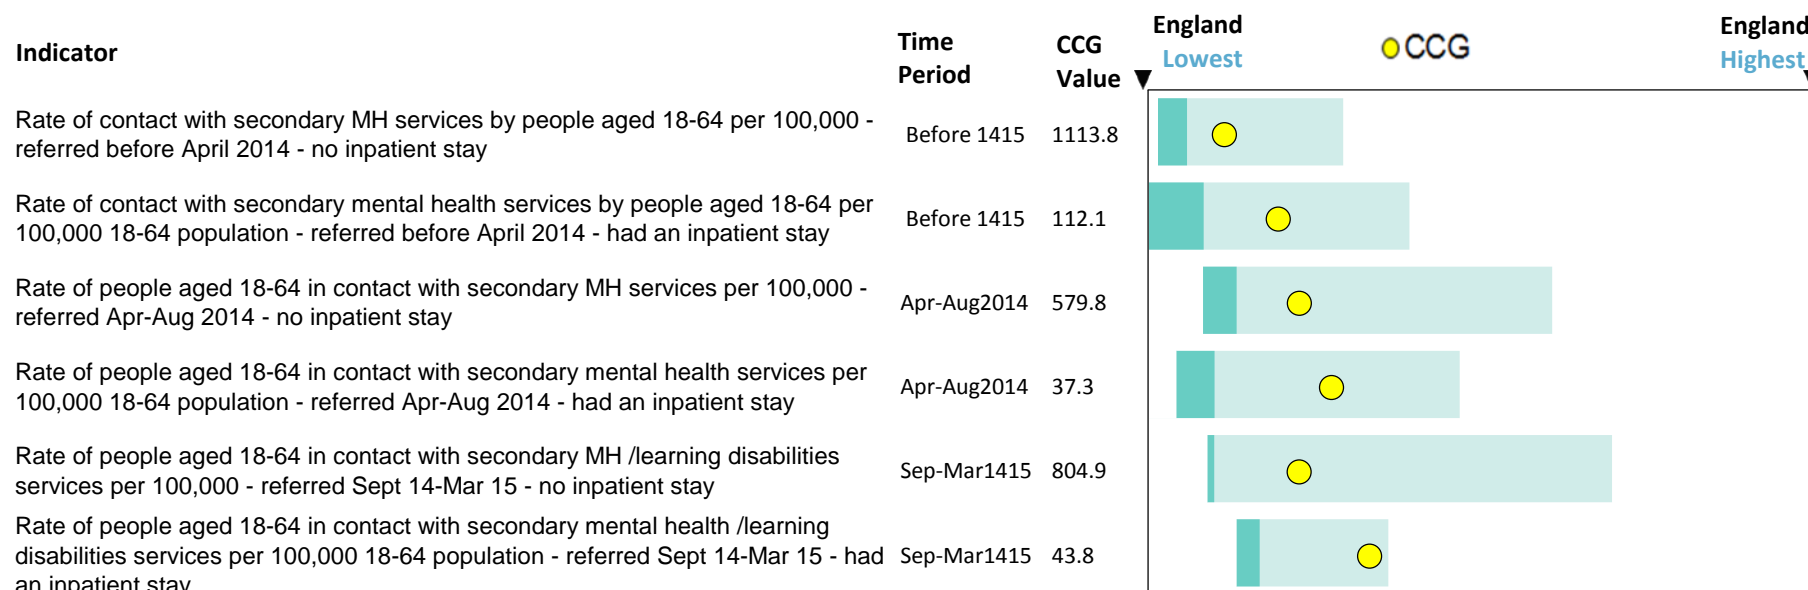 Indicator
Time
Period
CCG
Value
England
Lowest
CCG
England
Highest
Rate of contact with secondary MH services by people aged 18-64 per 100,000 -
referred before April 2014 - no inpatient stay
Before 1415 1113.8
Rate of contact with secondary mental health services by people aged 18-64 per
100,000 18-64 population - referred before April 2014 - had an inpatient stay
Before 1415 112.1
Rate of people aged 18-64 in contact with secondary MH services per 100,000 -
referred Apr-Aug 2014 - no inpatient stay
Apr-Aug2014 579.8
Rate of people aged 18-64 in contact with secondary mental health services per
100,000 18-64 population - referred Apr-Aug 2014 - had an inpatient stay
Apr-Aug2014 37.3
Rate of people aged 18-64 in contact with secondary MH /learning disabilities
services per 100,000 - referred Sept 14-Mar 15 - no inpatient stay
Sep-Mar1415 804.9
Rate of people aged 18-64 in contact with secondary mental health /learning
disabilities services per 100,000 18-64 population - referred Sept 14-Mar 15 - had
an inpatient stay
Sep-Mar1415 43.8